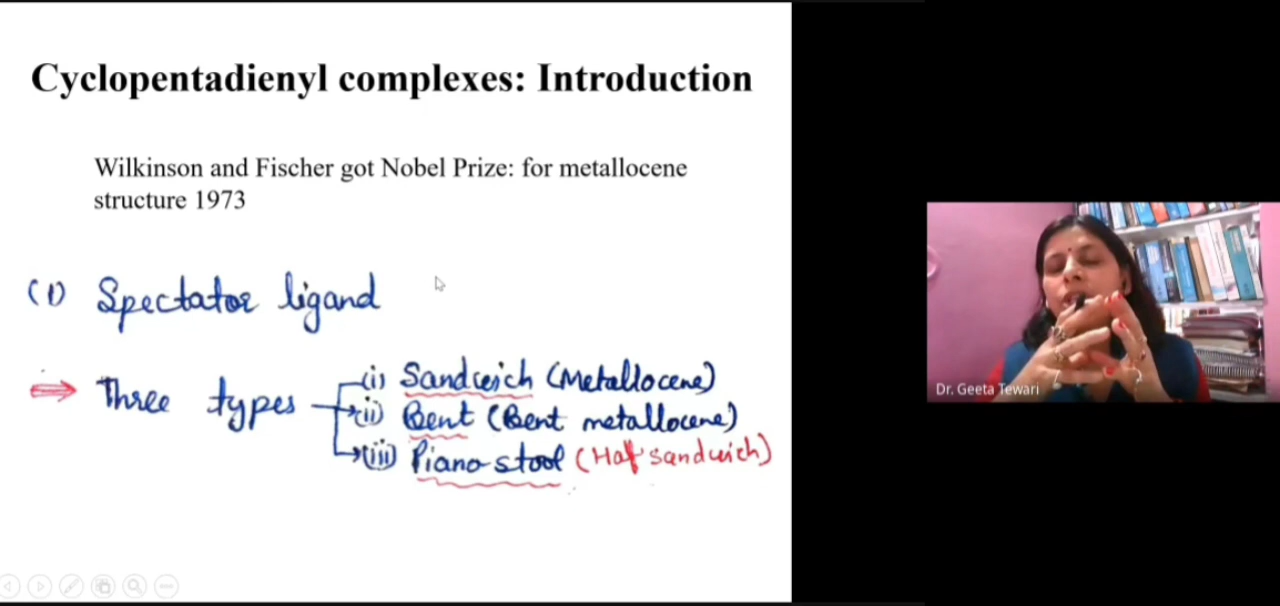 Cyclopentadienyl complexes: Introduction
Wilkinson and Fischer got Nobel Prize: for metallocene
structure 1973
(1) Spectator ligand
⇒ Three types
(i) Sandwich (Metallocene)
(ii) Bent (Bent metallocene)
(iii) Piano-stool (Haf sandwich)
Dr. Geeta Tewari